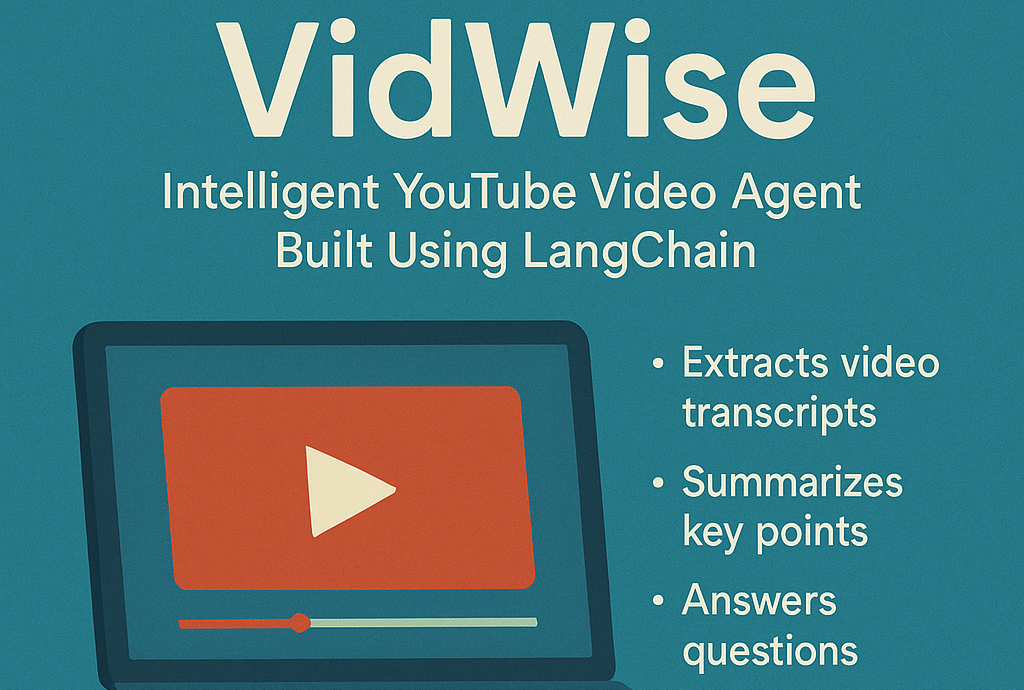 VidWise
Intelligent YouTube Video Agent
Built Using LangChain
• Extracts video
transcripts
• Summarizes
key points
• Answers
questions